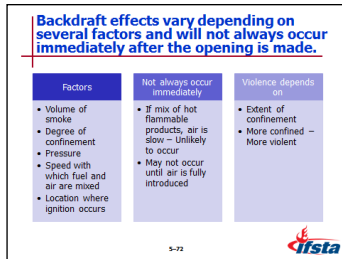 Backdraft effects vary depending on
several factors and will not always occur
immediately after the opening is made.
Factors
• Volume of
smoke
• Degree of
confinement
• Pressure
• Speed with
which fuel and
air are mixed
• Location where
ignition occurs
Not always occur
immediately
• If mix of hot
flammable
products, air is
slow – Unlikely
to occur
• May not occur
until air is fully
introduced
Violence depends
on
• Extent of
confinement
• More confined –
More violent
5–72
ifsta